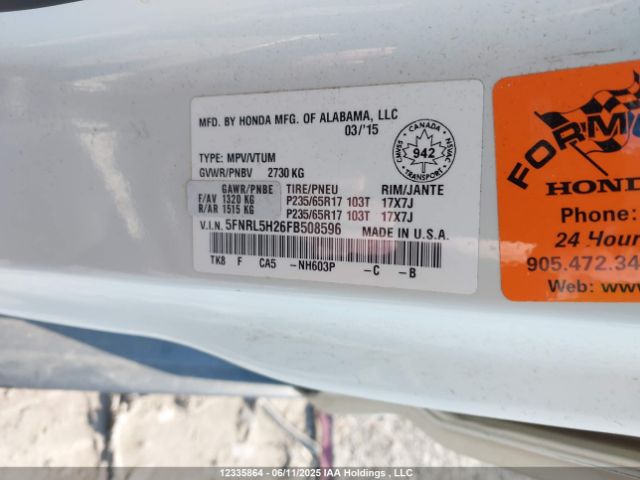 MFD. BY HONDA MFG. OF ALABAMA, LLC
03/'15
CANADA
942
TRANSPORT
SVMAC
NSVAC
TYPE: MPV/VTUM
GVWR/PNBV 2730 KG
GAWR/PNBE TIRE/PNEU RIM/JANTE
F/AV 1320 KG P235/65R17 103T 17X7J
R/AR 1515 KG P235/65R17 103T 17X7J
V.I.N. 5FNRL5H26FB508596 MADE IN U.S.A.
TK8 F CA5 -NH603P -C -B
HOND
Phone:
24 Hour
905.472.34
Web: www
12335864 - 06/11/2025 IAA Holdings , LLC